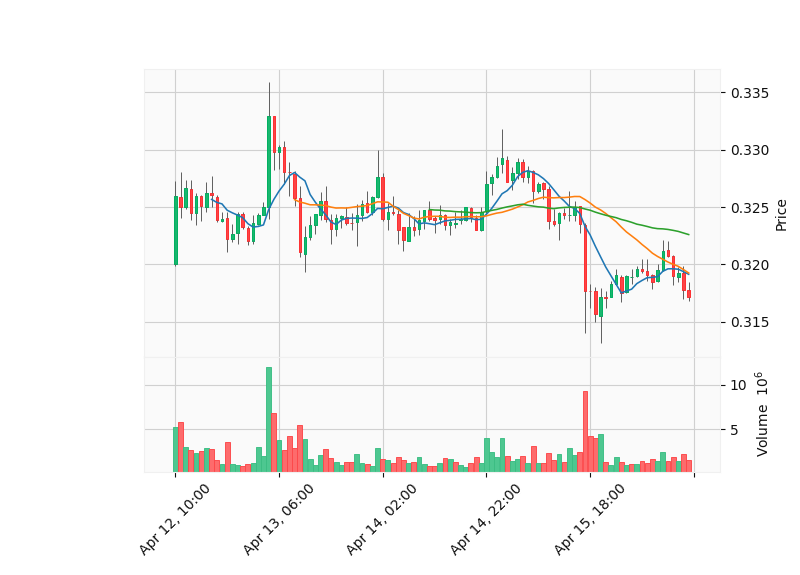 0.335
0.330
0.325
0.320
0.315
Price
10
5
Volume 10^6
Apr 12, 10:00
Apr 13, 06:00
Apr 14, 02:00
Apr 14, 22:00
Apr 15, 18:00